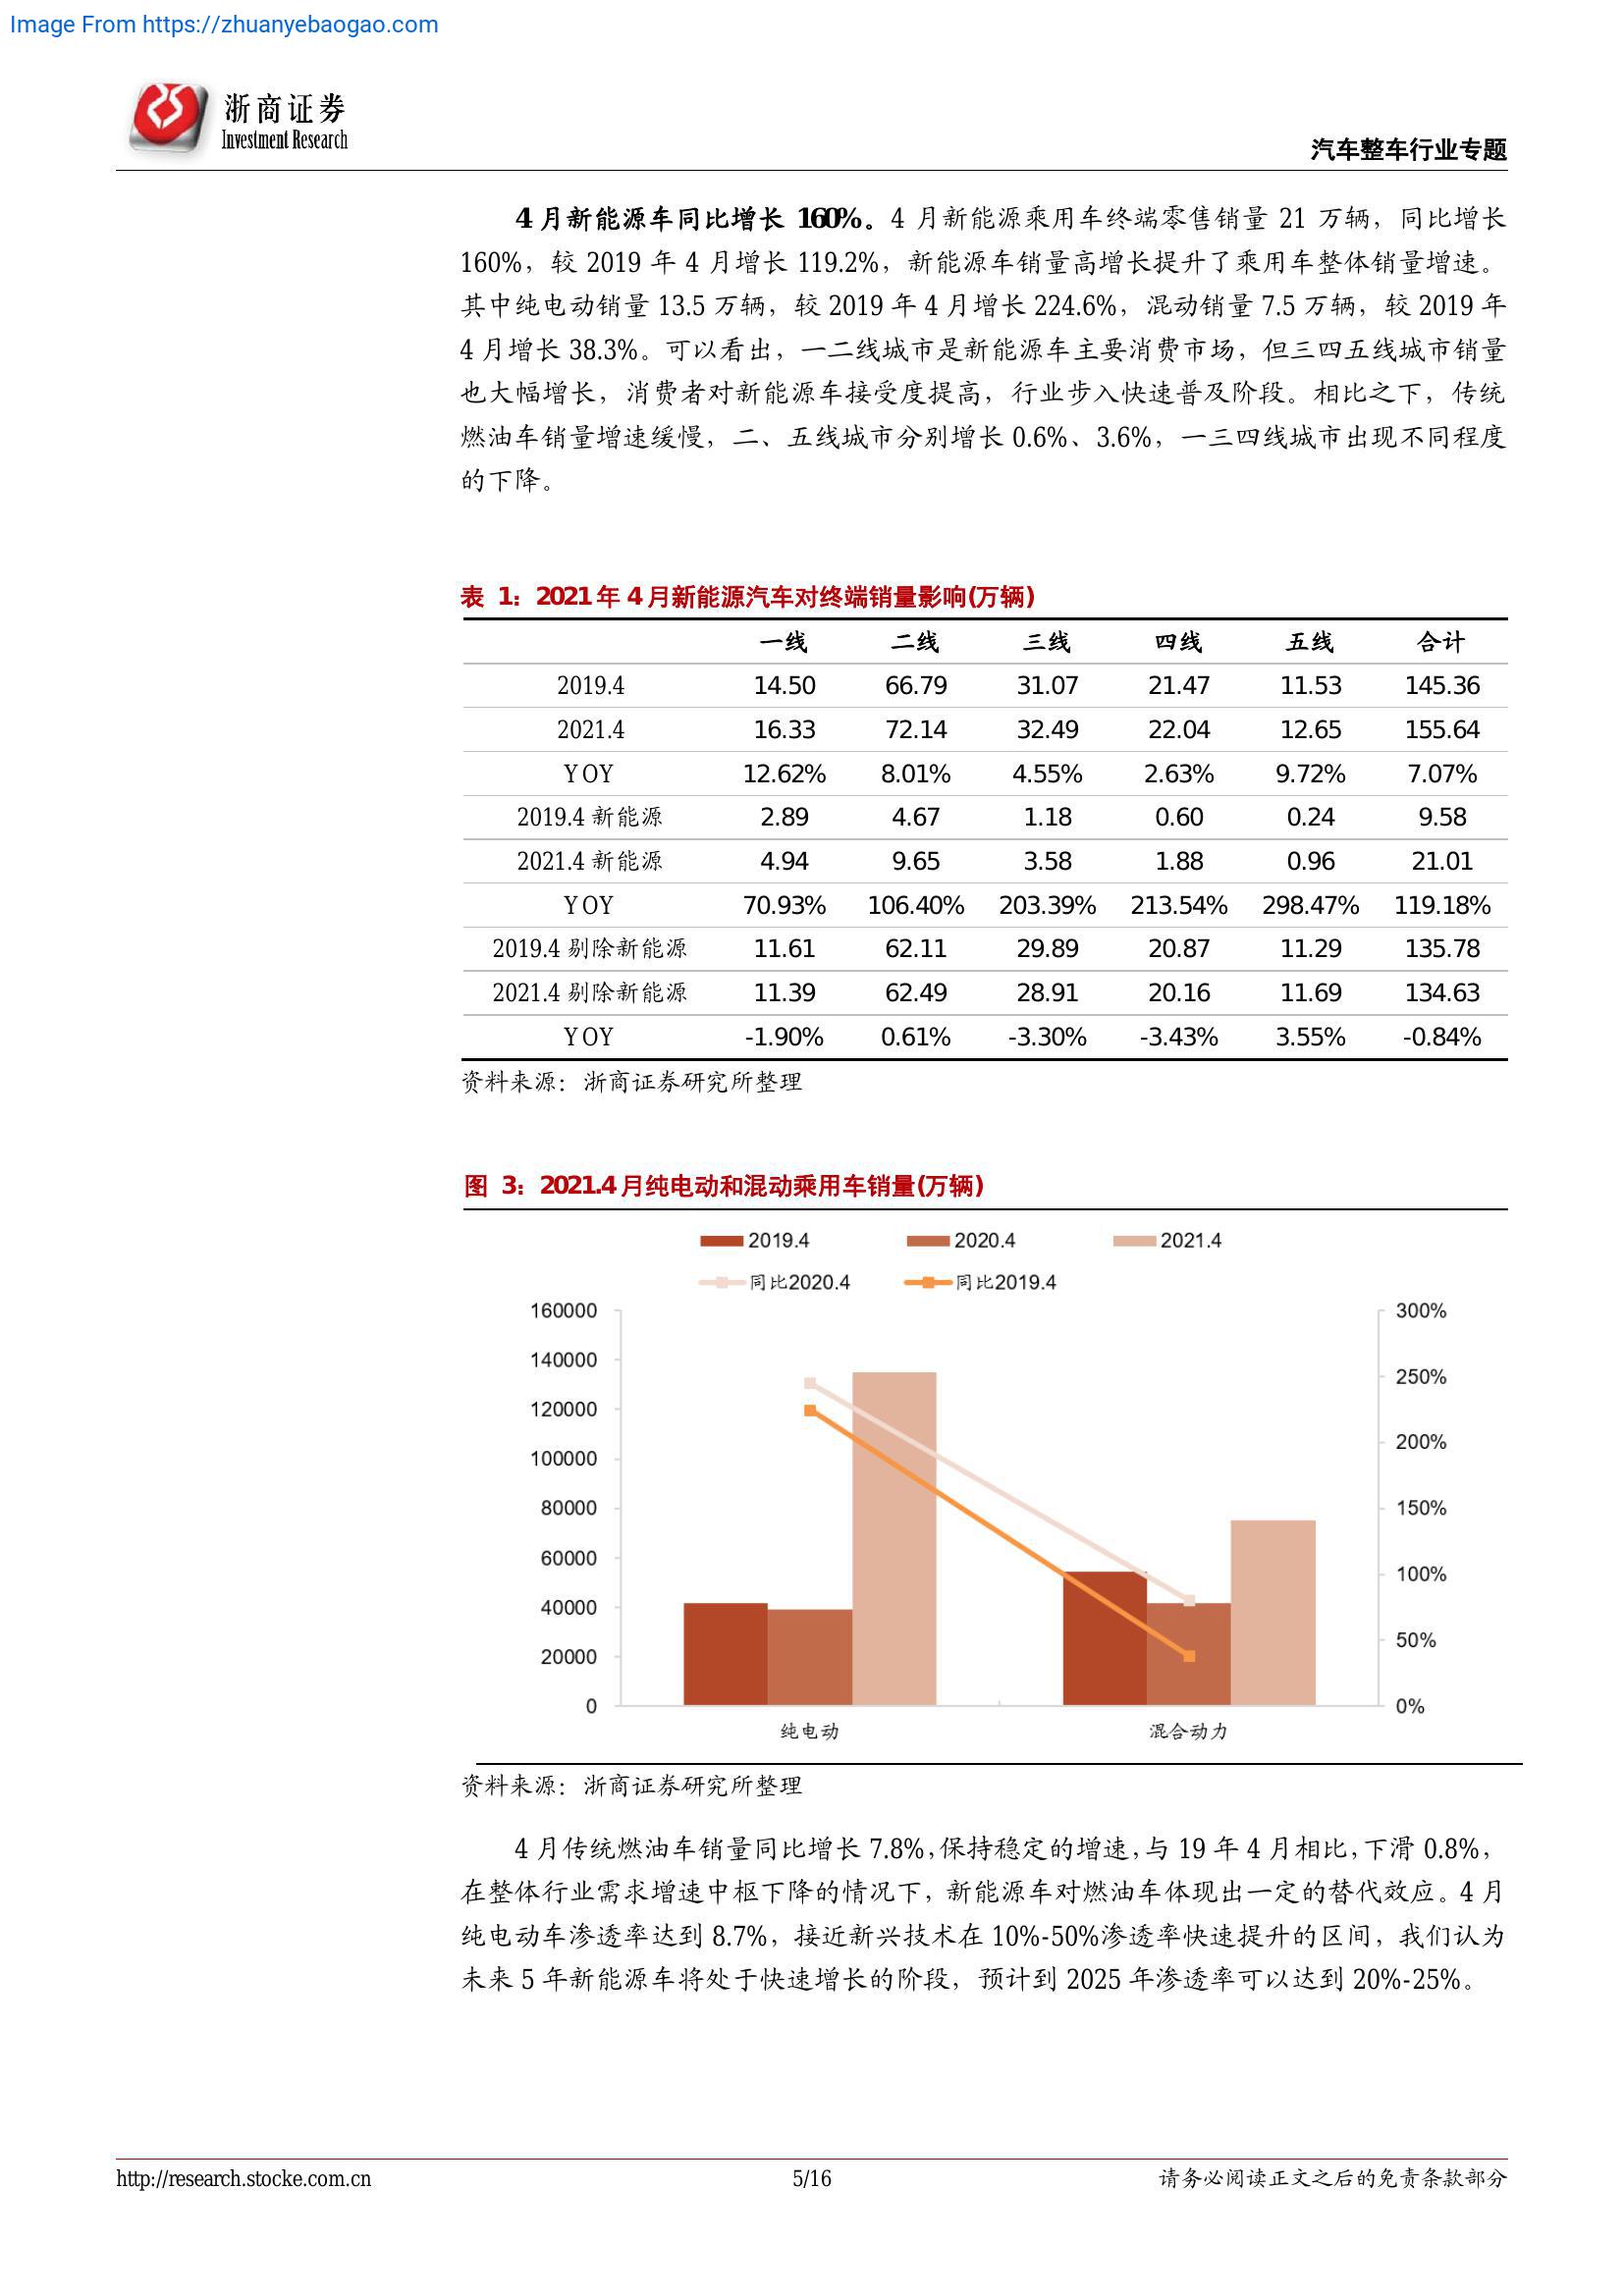 Image From https://zhuanyebaogao.com
浙商证券
Investment Research
汽车整车行业专题
4 月新能源车同比增长 160%。4 月新能源乘用车终端零售销量 21 万辆，同比增长
160%，较 2019 年 4 月增长 119.2%，新能源车销量高增长提升了乘用车整体销量增速。
其中纯电动销量 13.5 万辆，较 2019 年 4 月增长 224.6%，混动销量 7.5 万辆，较 2019 年
4 月增长 38.3%。可以看出，一二线城市是新能源车主要消费市场，但三四五线城市销量
也大幅增长，消费者对新能源车接受度提高，行业步入快速普及阶段。相比之下，传统
燃油车销量增速缓慢，二、五线城市分别增长 0.6%、3.6%，一三四线城市出现不同程度
的下降。
表 1：2021 年 4 月新能源汽车对终端销量影响(万辆)
一线 二线 三线 四线 五线 合计
2019.4 14.50 66.79 31.07 21.47 11.53 145.36
2021.4 16.33 72.14 32.49 22.04 12.65 155.64
YOY 12.62% 8.01% 4.55% 2.63% 9.72% 7.07%
2019.4 新能源 2.89 4.67 1.18 0.60 0.24 9.58
2021.4 新能源 4.94 9.65 3.58 1.88 0.96 21.01
YOY 70.93% 106.40% 203.39% 213.54% 298.47% 119.18%
2019.4 剔除新能源 11.61 62.11 29.89 20.87 11.29 135.78
2021.4 剔除新能源 11.39 62.49 28.91 20.16 11.69 134.63
YOY -1.90% 0.61% -3.30% -3.43% 3.55% -0.84%
资料来源：浙商证券研究所整理
图 3：2021.4 月纯电动和混动乘用车销量(万辆)
2019.4 2020.4 2021.4
同比2020.4 同比2019.4
160000 300%
140000 250%
120000 200%
100000 150%
80000 100%
60000 50%
40000 0%
20000
0
纯电动 混合动力
资料来源：浙商证券研究所整理
4 月传统燃油车销量同比增长 7.8%，保持稳定的增速，与 19 年 4 月相比，下滑 0.8%，
在整体行业需求增速中枢下降的情况下，新能源车对燃油车体现出一定的替代效应。4 月
纯电动车渗透率达到 8.7%，接近新兴技术在 10%-50%渗透率快速提升的区间，我们认为
未来 5 年新能源车将处于快速增长的阶段，预计到 2025 年渗透率可以达到 20%-25%。
http://research.stocke.com.cn 5/16 请务必阅读正文之后的免责条款部分